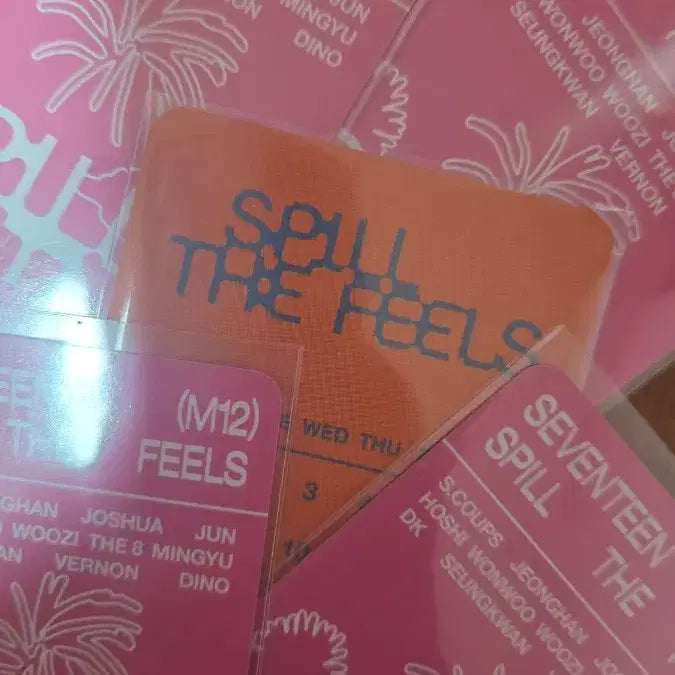 JUN
MINGYU
DINO
JEONGHAN
WONWOO WOOZI THE
SEUNGKWAN VERNON
SPILL
THE FEELS
WED THU
3
(M12)
FEELS
JOSHUA JUN
WOOZI THE 8 MINGYU
VERNON DINO
SEVENTEEN
SPILL THE
S.COUPS JEONGHAN
HOSHI WONWOO WOOZI
DK SEUNGKWAN